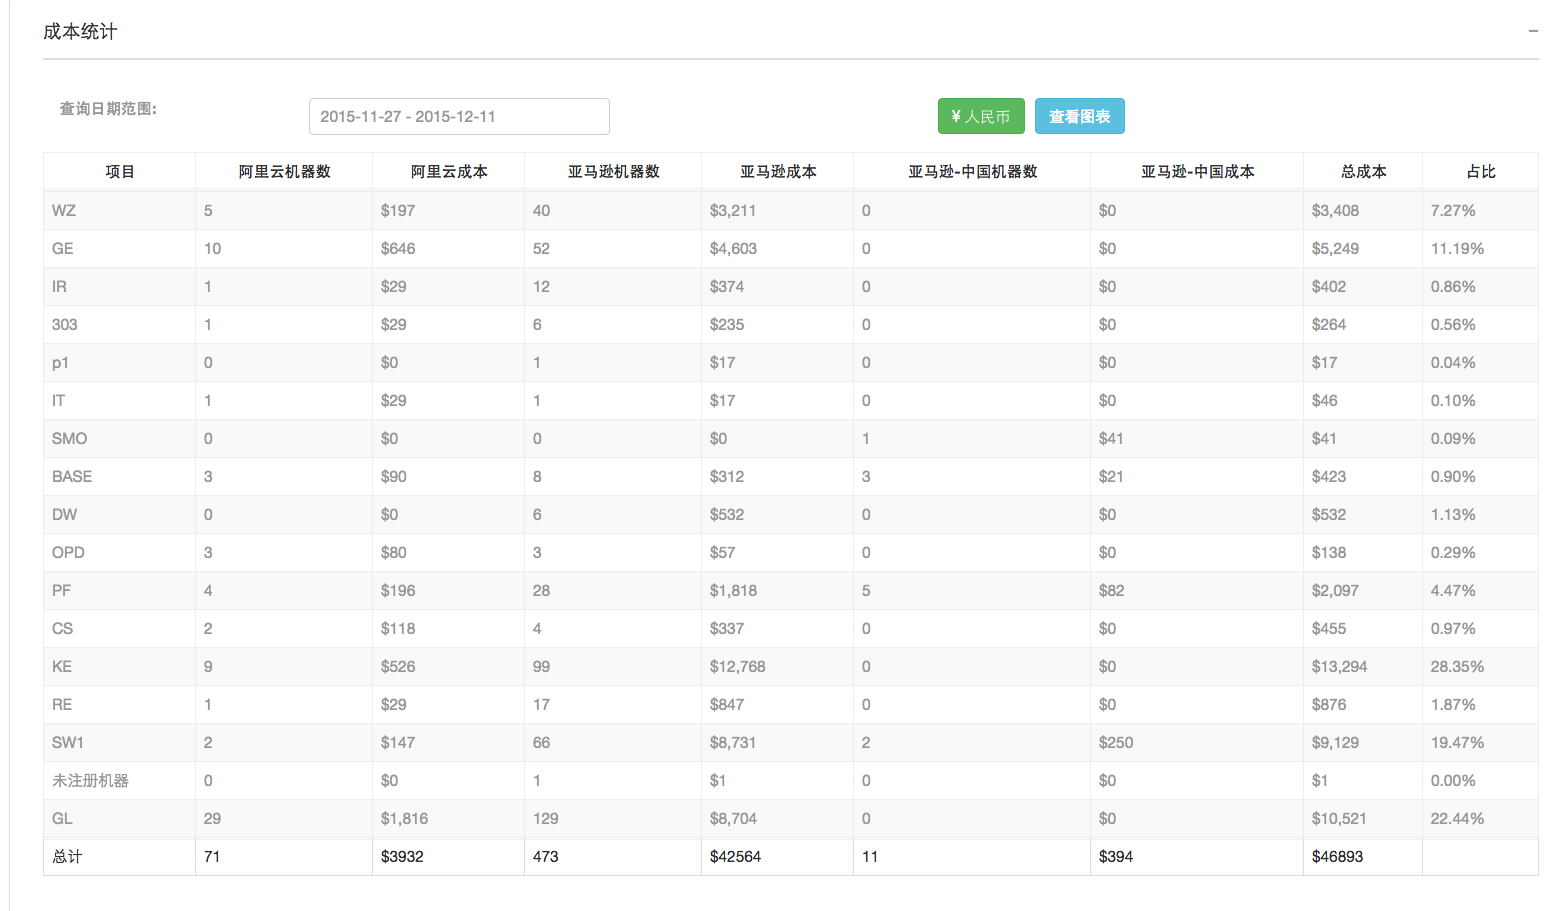 成本统计
查询日期范围: 2015-11-27 - 2015-12-11 ¥ 人民币 查看图表
项目 阿里云机器数 阿里云成本 亚马逊机器数 亚马逊成本 亚马逊-中国机器数 亚马逊-中国成本 总成本 占比
WZ 5 $197 40 $3,211 0 $0 $3,408 7.27%
GE 10 $646 52 $4,603 0 $0 $5,249 11.19%
IR 1 $29 12 $374 0 $0 $402 0.86%
303 1 $29 6 $235 0 $0 $264 0.56%
p1 0 $0 1 $17 0 $0 $17 0.04%
IT 1 $29 1 $17 0 $0 $46 0.10%
SMO 0 $0 0 $0 1 $41 $41 0.09%
BASE 3 $90 8 $312 3 $21 $423 0.90%
DW 0 $0 6 $532 0 $0 $532 1.13%
OPD 3 $80 3 $57 0 $0 $138 0.29%
PF 4 $196 28 $1,818 5 $82 $2,097 4.47%
CS 2 $118 4 $337 0 $0 $455 0.97%
KE 9 $526 99 $12,768 0 $0 $13,294 28.35%
RE 1 $29 17 $847 0 $0 $876 1.87%
SW1 2 $147 66 $8,731 2 $250 $9,129 19.47%
未注册机器 0 $0 1 $1 0 $0 $1 0.00%
GL 29 $1,816 129 $8,704 0 $0 $10,521 22.44%
总计 71 $3932 473 $42564 11 $394 $46893